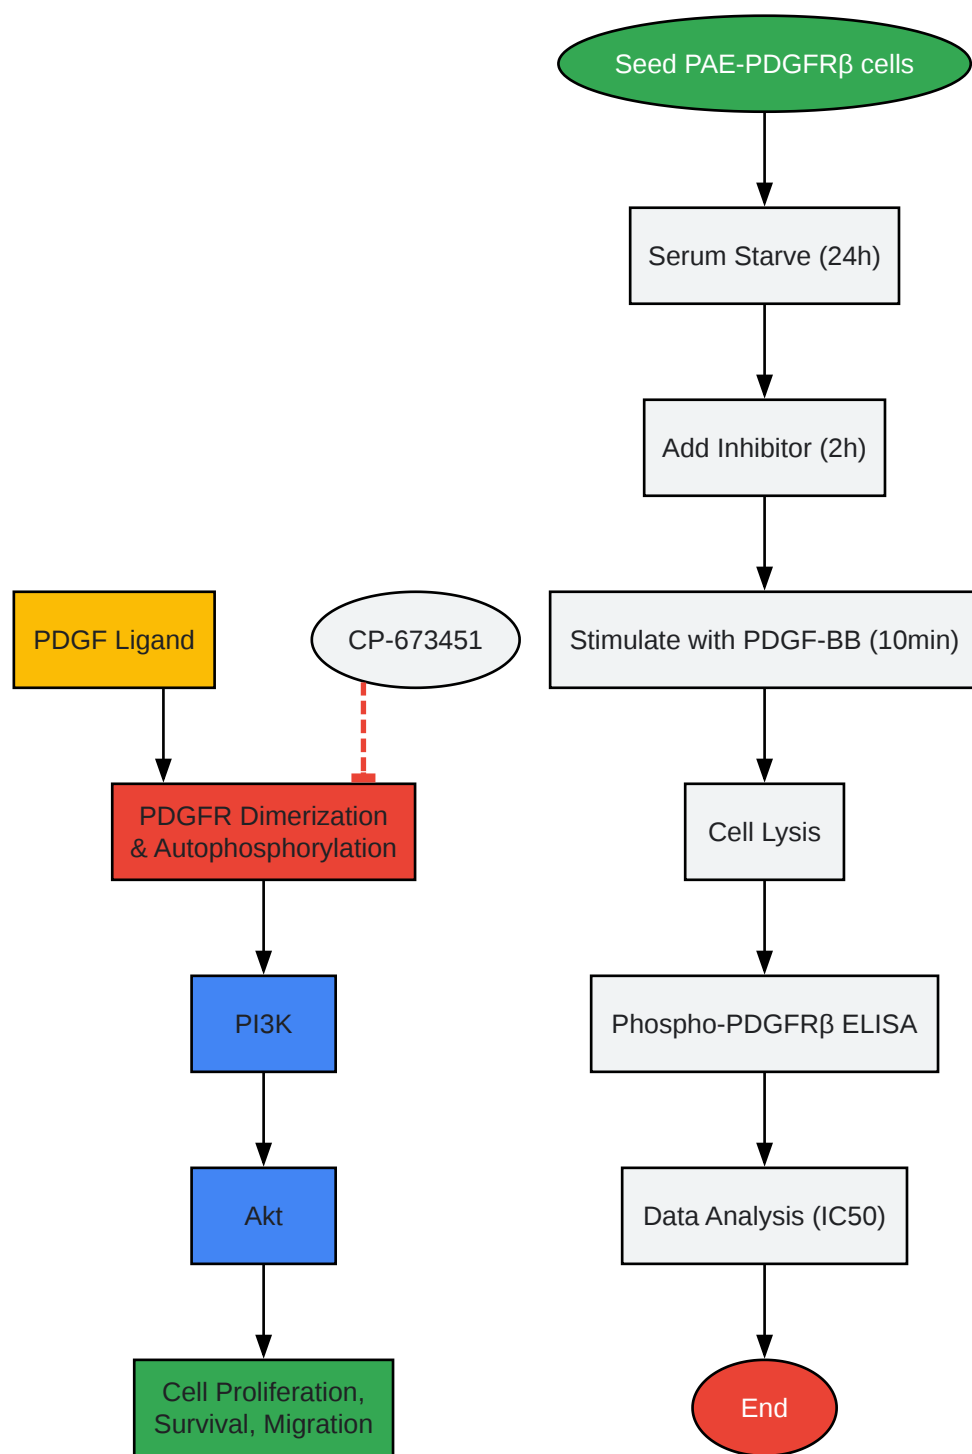 Seed PAE-PDGFRβ cells
Serum Starve (24h)
Add Inhibitor (2h)
PDGF Ligand
CP-673451
Stimulate with PDGF-BB (10min)
PDGFR Dimerization
& Autophosphorylation
Cell Lysis
PI3K
Phospho-PDGFRβ ELISA
Akt
Data Analysis (IC50)
Cell Proliferation,
Survival, Migration
End